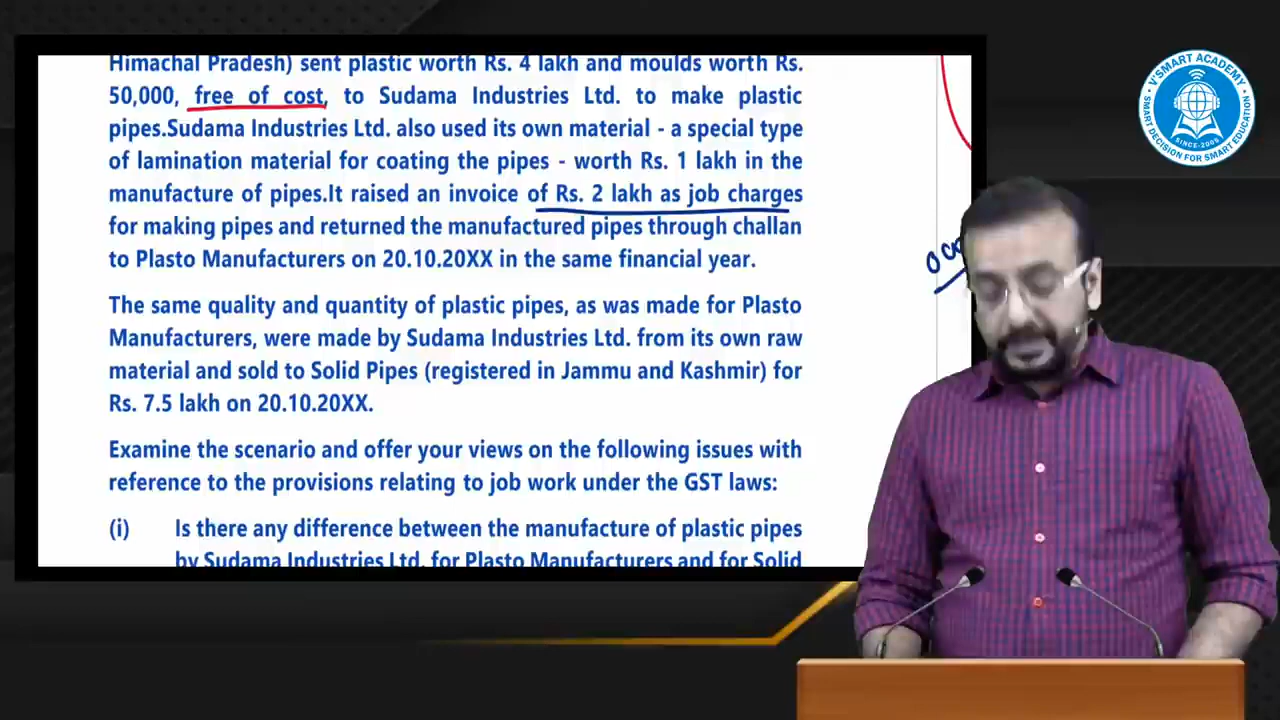 Himachal Pradesh) sent plastic worth Rs. 4 lakh and moulds worth Rs.
50,000, free of cost, to Sudama Industries Ltd. to make plastic
pipes.Sudama Industries Ltd. also used its own material - a special type
of lamination material for coating the pipes - worth Rs. 1 lakh in the
manufacture of pipes.It raised an invoice of Rs. 2 lakh as job charges
for making pipes and returned the manufactured pipes through challan
to Plasto Manufacturers on 20.10.20XX in the same financial year.
The same quality and quantity of plastic pipes, as was made for Plasto
Manufacturers, were made by Sudama Industries Ltd. from its own raw
material and sold to Solid Pipes (registered in Jammu and Kashmir) for
Rs. 7.5 lakh on 20.10.20XX.
Examine the scenario and offer your views on the following issues with
reference to the provisions relating to job work under the GST laws:
(i) Is there any difference between the manufacture of plastic pipes
by Sudama Industries Ltd. for Plasto Manufacturers and for Solid
V'SMART ACADEMY
SMART DECISION FOR SMART EDUCATION
SINCE-2005